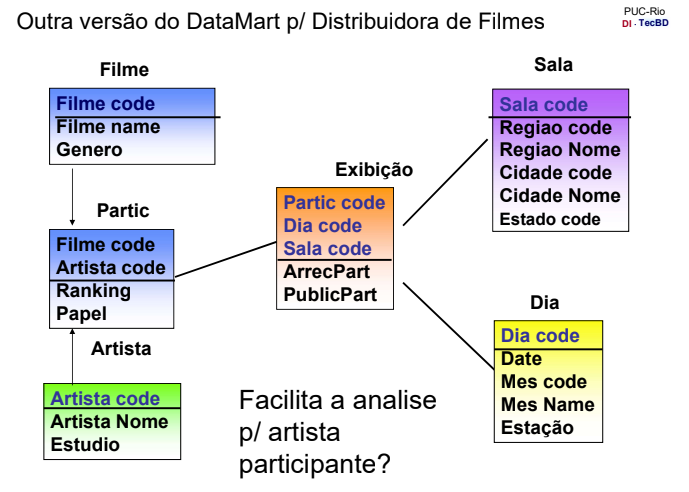 Outra versão do DataMart p/ Distribuidora de Filmes
PUC-Rio
DI - TecBD
Filme
Filme code
Filme name
Genero
Partic
Filme code
Artista code
Ranking
Papel
Artista
Artista code
Artista Nome
Estudio
Exibição
Partic code
Dia code
Sala code
ArrecPart
PublicPart
Sala
Sala code
Regiao code
Regiao Nome
Cidade code
Cidade Nome
Estado code
Dia
Dia code
Date
Mes code
Mes Name
Estação
Facilita a analise
p/ artista
participante?